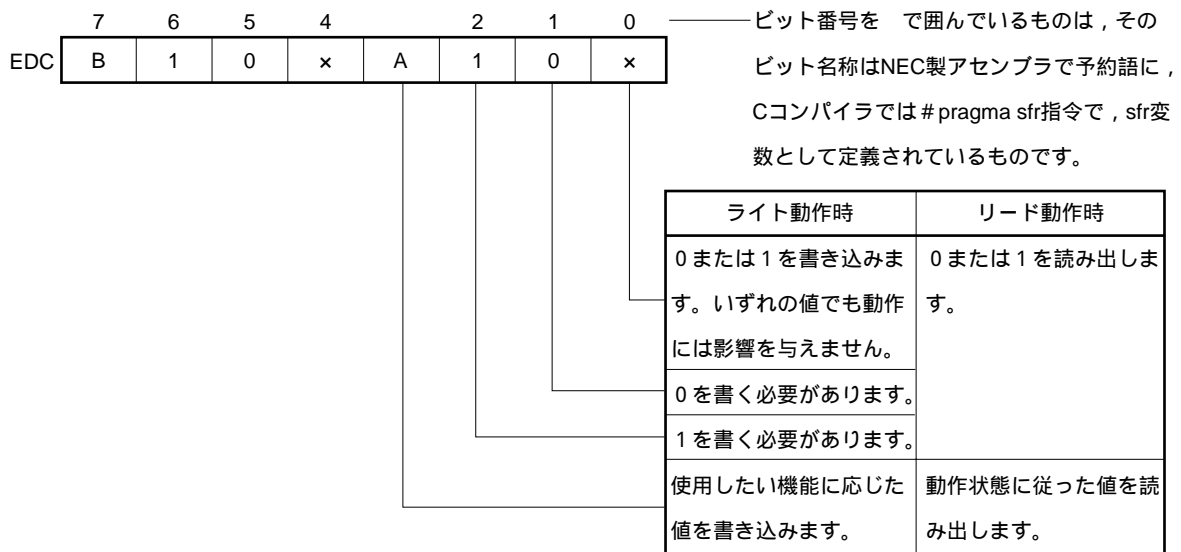 7 6 5 4 2 1 0
EDC B 1 0 × A 1 0 ×
ビット番号を で囲んでいるものは，その
ビット名称はNEC製アセンブラで予約語に，
Cコンパイラでは＃pragma sfr指令で，sfr変
数として定義されているものです。
ライト動作時 リード動作時
０または１を書き込みま
す。いずれの値でも動作
には影響を与えません。
０または１を読み出しま
す。
０を書く必要があります。
１を書く必要があります。
使用したい機能に応じた
値を書き込みます。
動作状態に従った値を読
み出します。